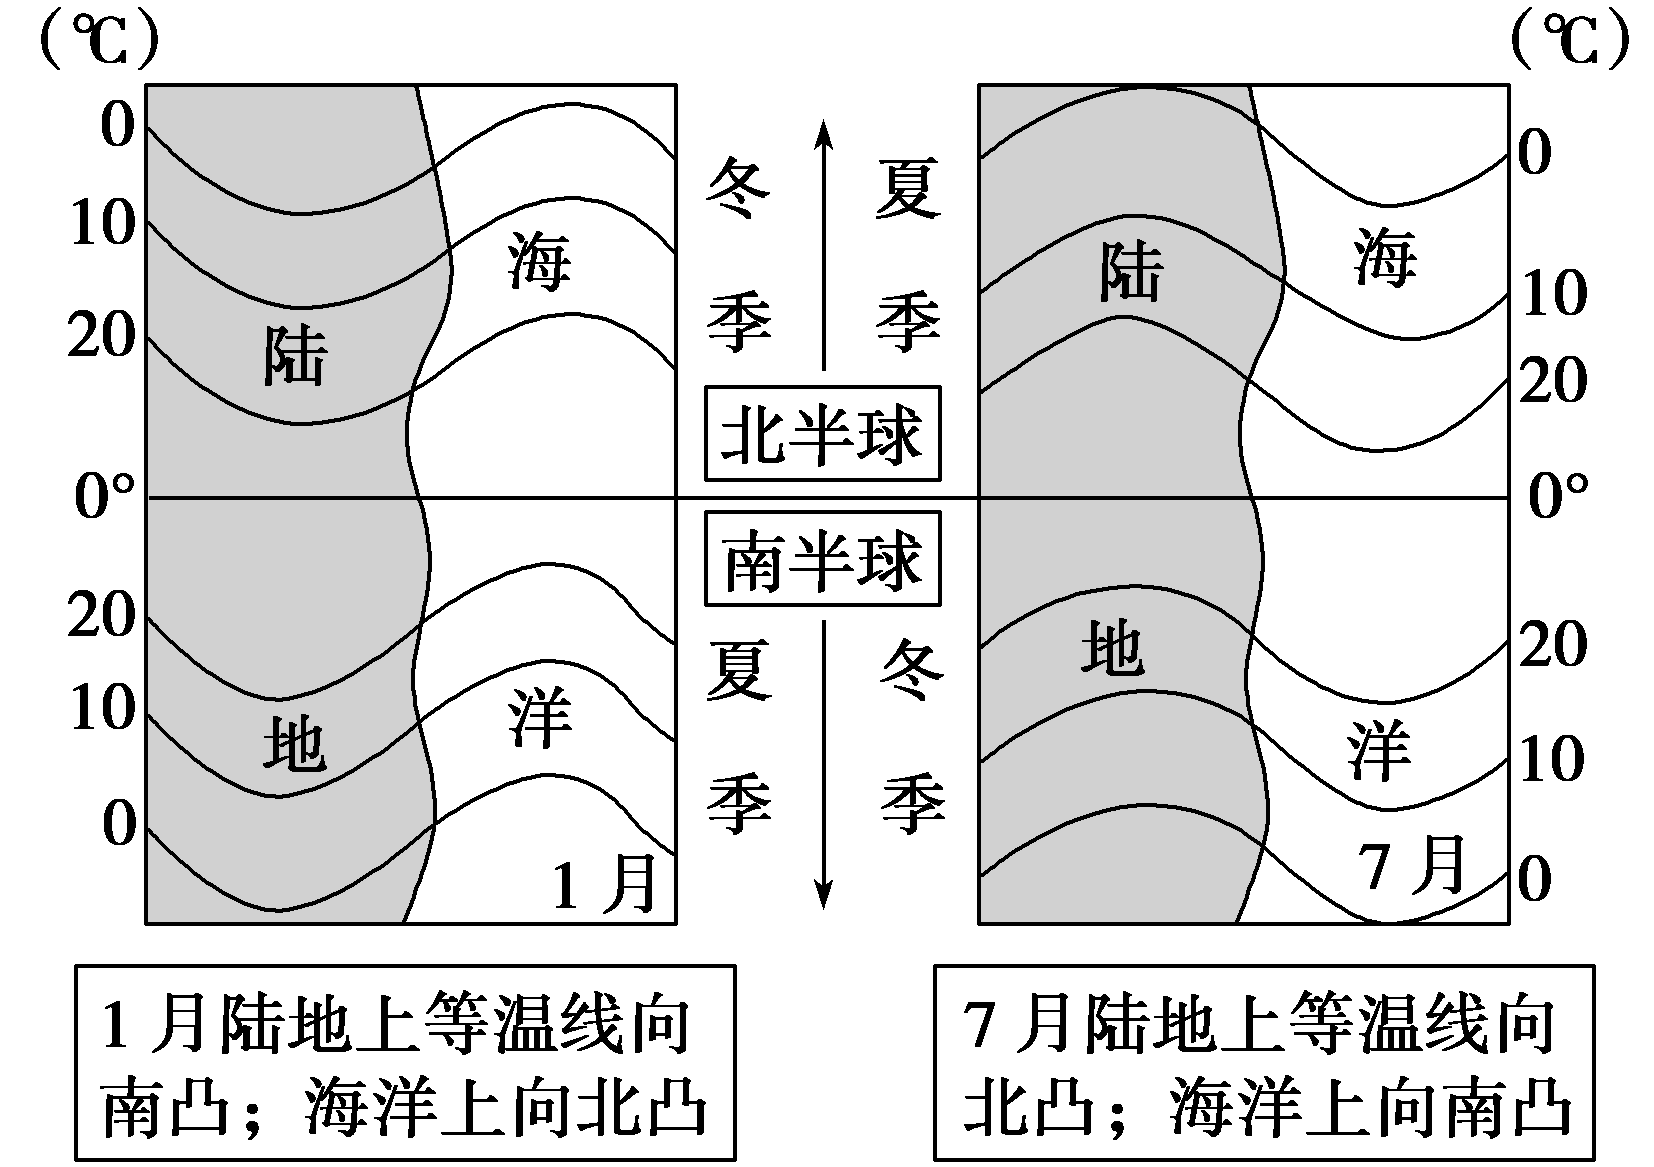 (℃)
0
10
20
0°
20
10
0
陆
地
海
洋
1月
冬季
夏季
北半球
南半球
夏季
冬季
(℃)
0
10
20
0°
20
10
0
陆
地
海
洋
7月
1月陆地上等温线向
南凸；海洋上向北凸
7月陆地上等温线向
北凸；海洋上向南凸